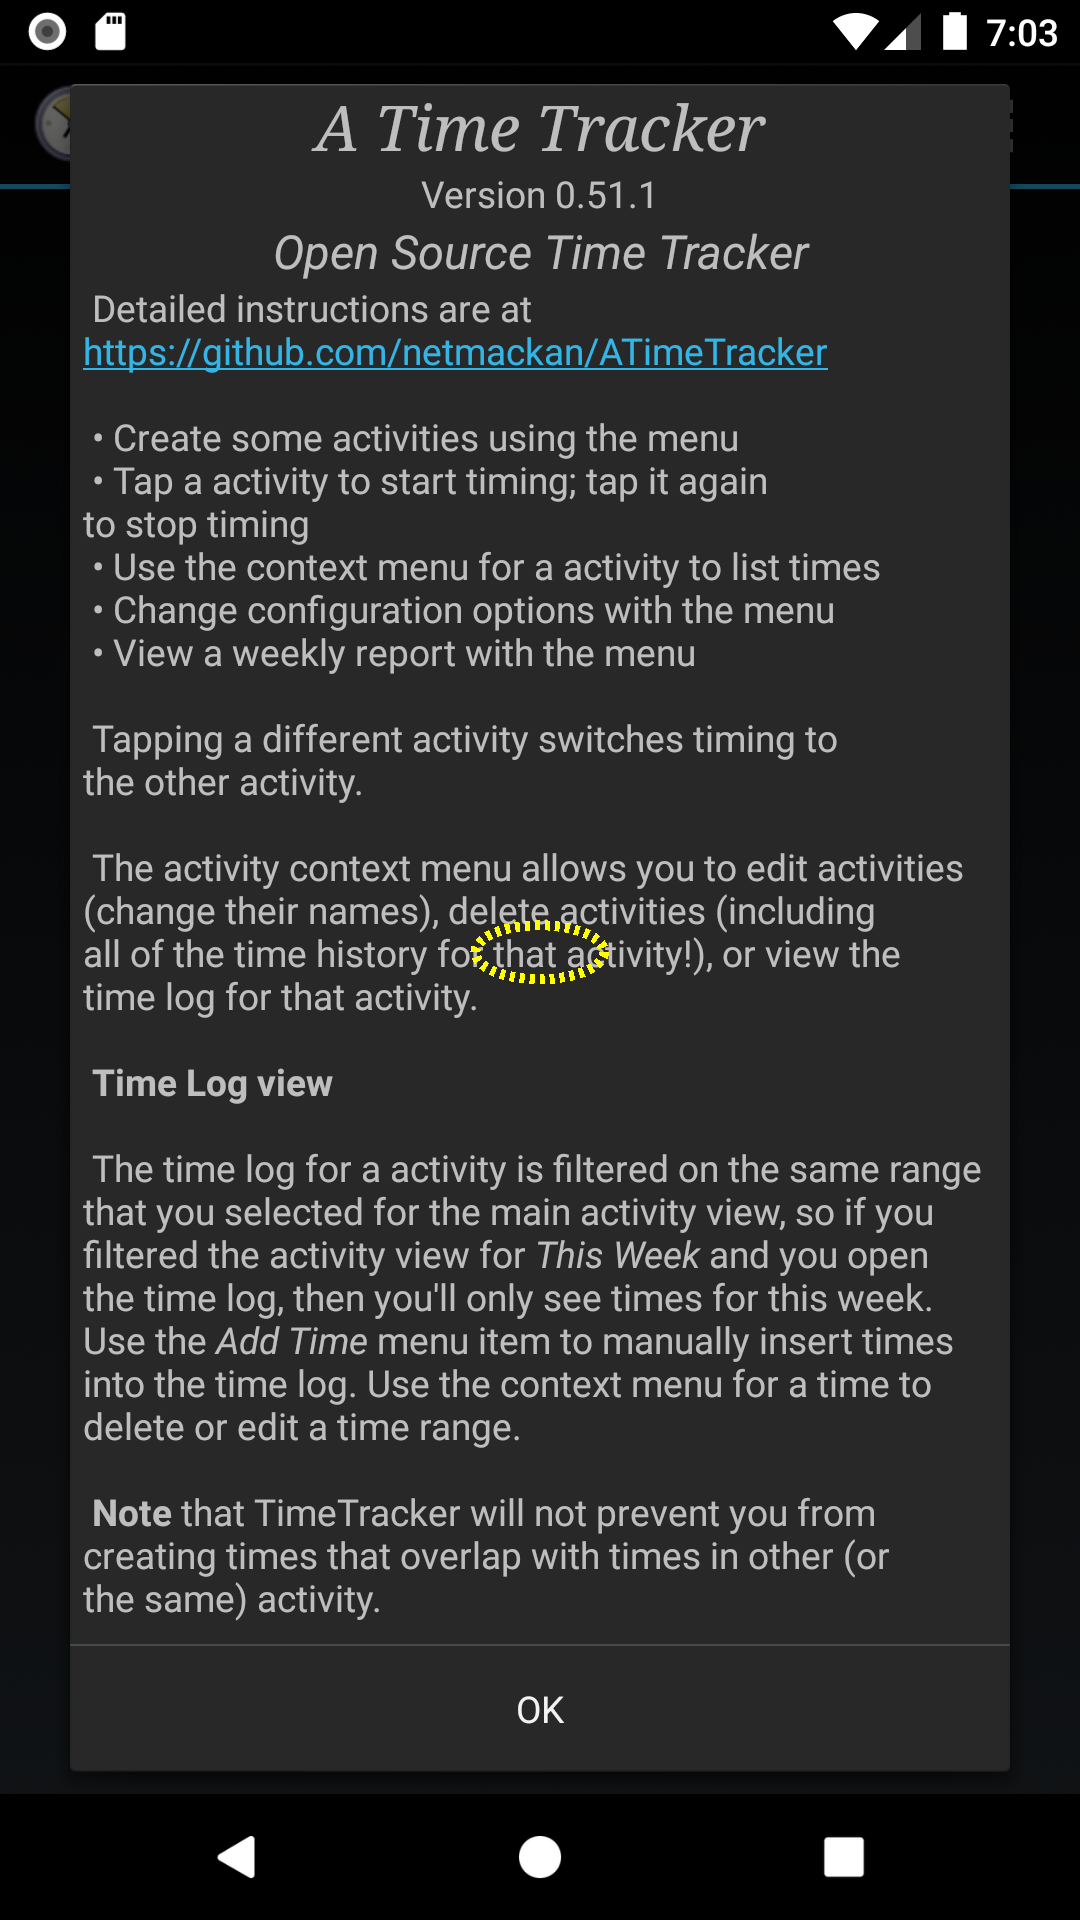 7:03
A Time Tracker
Version 0.51.1
Open Source Time Tracker
Detailed instructions are at
https://github.com/netmackan/ATimeTracker
• Create some activities using the menu
• Tap a activity to start timing; tap it again
to stop timing
• Use the context menu for a activity to list times
• Change configuration options with the menu
• View a weekly report with the menu
Tapping a different activity switches timing to
the other activity.
The activity context menu allows you to edit activities
(change their names), delete activities (including
all of the time history for that activity!), or view the
time log for that activity.
Time Log view
The time log for a activity is filtered on the same range
that you selected for the main activity view, so if you
filtered the activity view for This Week and you open
the time log, then you'll only see times for this week.
Use the Add Time menu item to manually insert times
into the time log. Use the context menu for a time to
delete or edit a time range.
Note that TimeTracker will not prevent you from
creating times that overlap with times in other (or
the same) activity.
OK